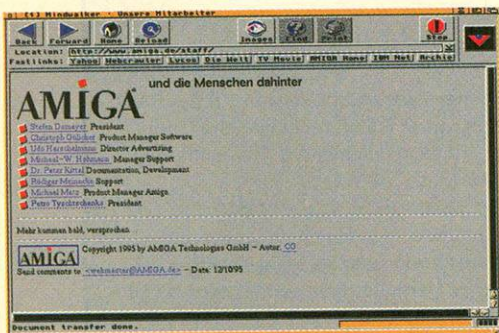 (c) Mindwalker - Unsere Mitarbeiter
Back Forward Home Reload Images Find Print Stop
Location: http://www.amiga.de/staff/
Fastlinks: Yahoo Webcrawler Lycos Die Welt TV Movie AMIGA Home IBM Net Archie
AMIGA und die Menschen dahinter
Stefan Domeyer President
Christoph Gülicher Product Manager Software
Udo Herschelmann Director Advertising
Michael-W. Hohmann Manager Support
Dr. Peter Kittel Documentation, Development
Rüdiger Support
Michael Metz Product Manager Amiga
Petro Tyschtschenko President
Mehr kommen bald, versprochen
AMIGA Copyright 1995 by AMIGA Technologies GmbH - Autor: CG
Send comments to <webmaster@AMIGA.de> - Date: 12/10/95
Document transfer done.